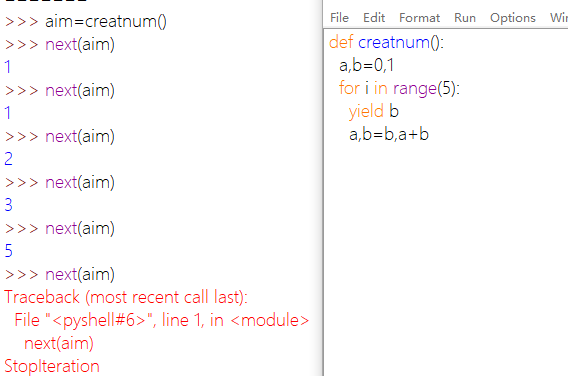 >>> aim=creatnum()
>>> next(aim)
1
>>> next(aim)
1
>>> next(aim)
2
>>> next(aim)
3
>>> next(aim)
5
>>> next(aim)
Traceback (most recent call last):
  File "<pyshell#6>", line 1, in <module>
    next(aim)
StopIteration
File Edit Format Run Options Win
def creatnum():
  a,b=0,1
  for i in range(5):
    yield b
    a,b=b,a+b